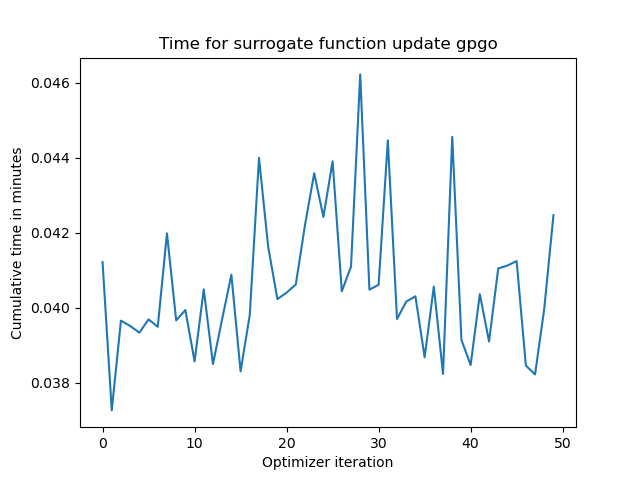 Time for surrogate function update gpgo
Cumulative time in minutes
0.046
0.044
0.042
0.040
0.038
0 10 20 30 40 50
Optimizer iteration